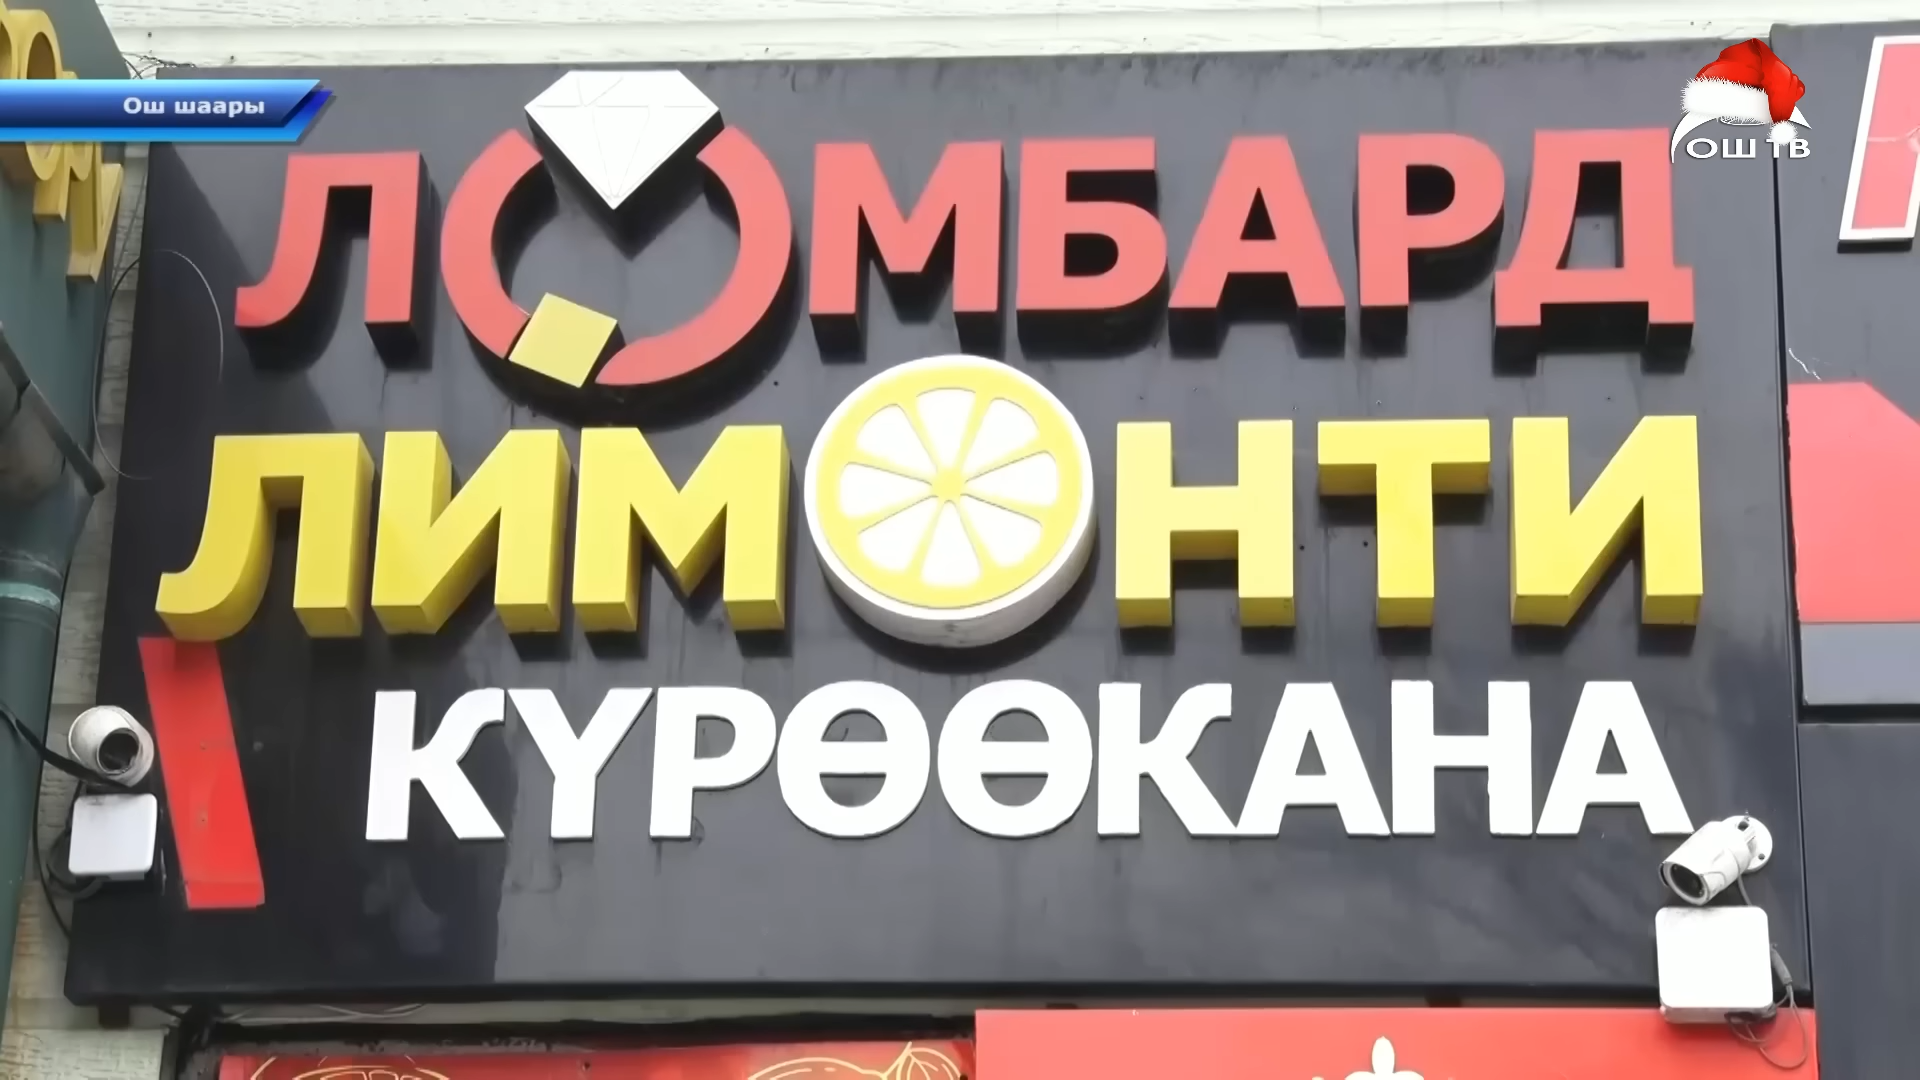 Ош шаары
ОШ ТВ
ЛОМБАРД
ЛИМОНТИ
КҮРӨӨКАНА